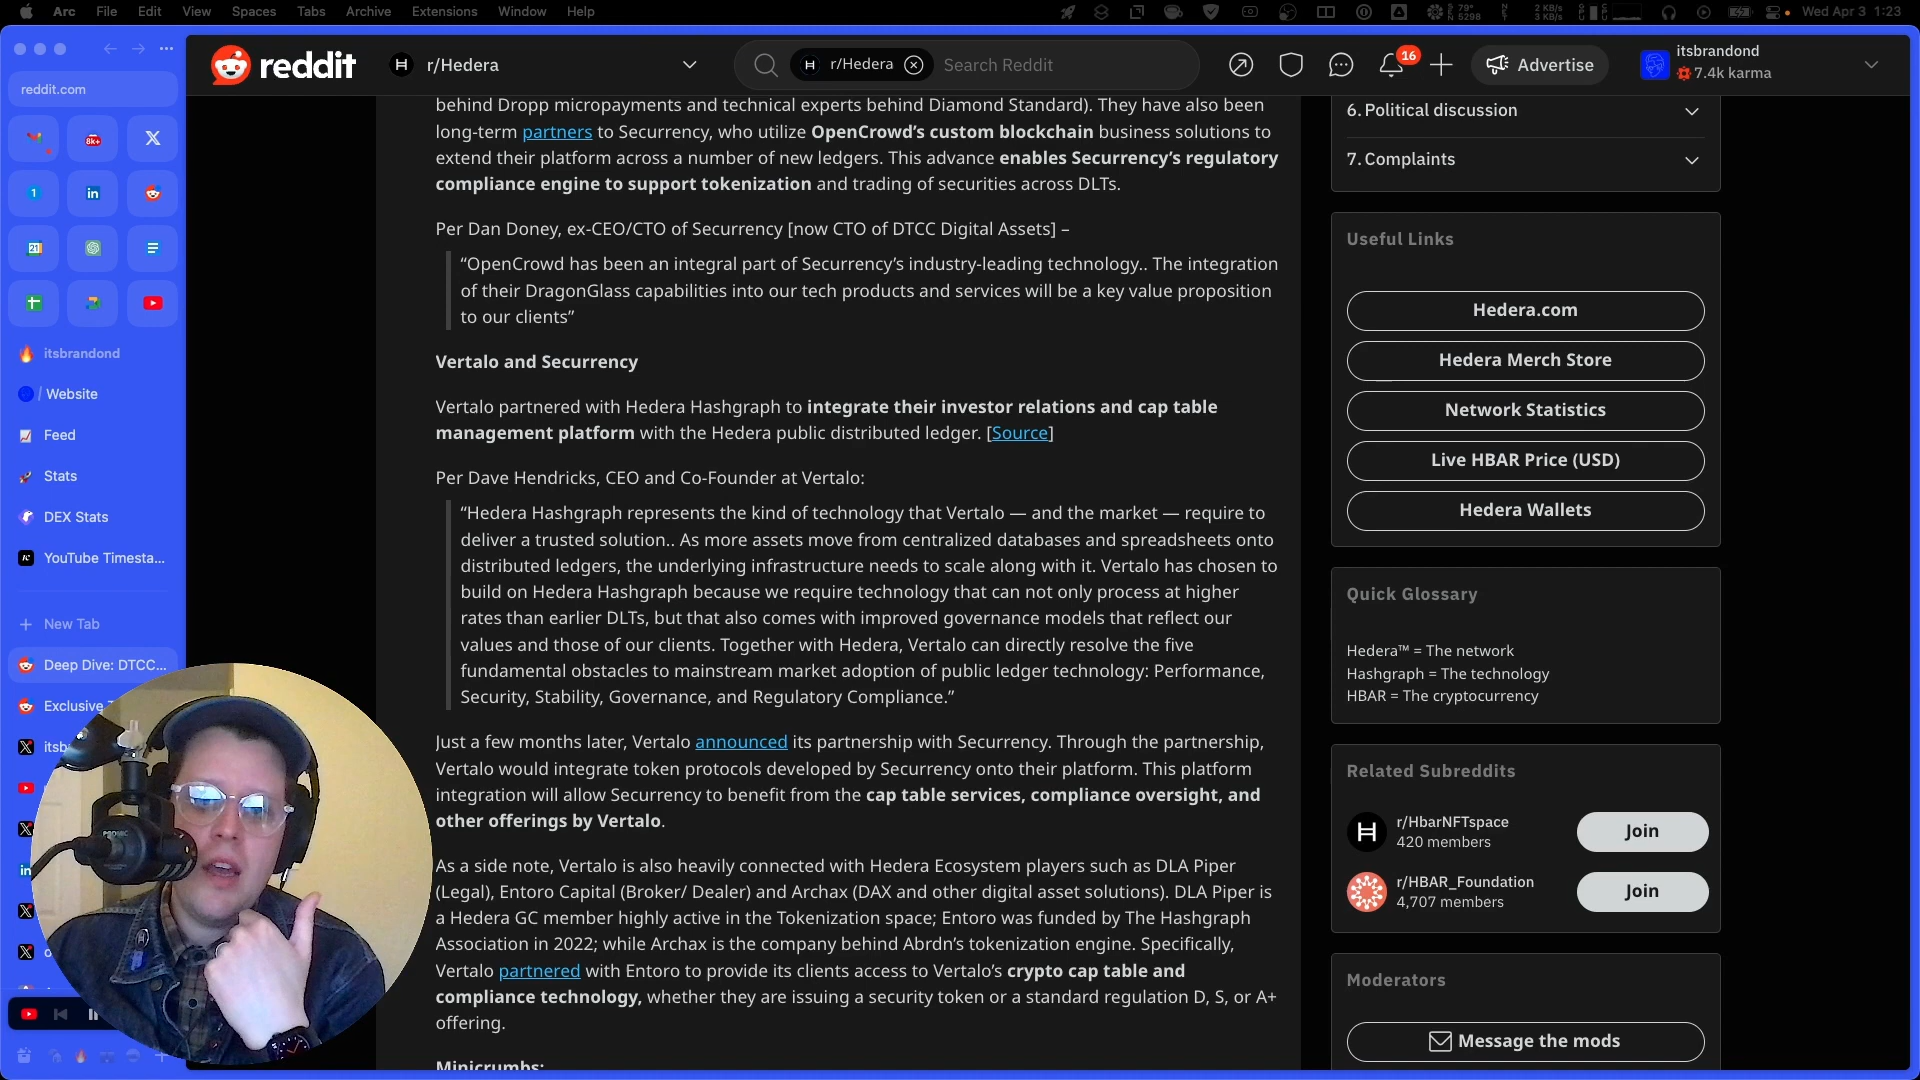 Arc File Edit View Spaces Tabs Archive Extensions Window Help
79° 5298
2 KB/s
3 KB/s
Wed Apr 3 1:23
reddit.com
8k+
X
1
in
21
itsbrandond
/ Website
Feed
Stats
DEX Stats
YouTube Timesta...
+ New Tab
Deep Dive: DTCC...
Exclusive
reddit
r/Hedera
r/Hedera
Search Reddit
16
Advertise
itsbrandond
7.4k karma
behind Dropp micropayments and technical experts behind Diamond Standard). They have also been
long-term partners to Securrency, who utilize OpenCrowd’s custom blockchain business solutions to
extend their platform across a number of new ledgers. This advance enables Securrency’s regulatory
compliance engine to support tokenization and trading of securities across DLTs.
Per Dan Doney, ex-CEO/CTO of Securrency [now CTO of DTCC Digital Assets] –
“OpenCrowd has been an integral part of Securrency’s industry-leading technology.. The integration
of their DragonGlass capabilities into our tech products and services will be a key value proposition
to our clients”
Vertalo and Securrency
Vertalo partnered with Hedera Hashgraph to integrate their investor relations and cap table
management platform with the Hedera public distributed ledger. [Source]
Per Dave Hendricks, CEO and Co-Founder at Vertalo:
“Hedera Hashgraph represents the kind of technology that Vertalo — and the market — require to
deliver a trusted solution.. As more assets move from centralized databases and spreadsheets onto
distributed ledgers, the underlying infrastructure needs to scale along with it. Vertalo has chosen to
build on Hedera Hashgraph because we require technology that can not only process at higher
rates than earlier DLTs, but that also comes with improved governance models that reflect our
values and those of our clients. Together with Hedera, Vertalo can directly resolve the five
fundamental obstacles to mainstream market adoption of public ledger technology: Performance,
Security, Stability, Governance, and Regulatory Compliance.”
Just a few months later, Vertalo announced its partnership with Securrency. Through the partnership,
Vertalo would integrate token protocols developed by Securrency onto their platform. This platform
integration will allow Securrency to benefit from the cap table services, compliance oversight, and
other offerings by Vertalo.
As a side note, Vertalo is also heavily connected with Hedera Ecosystem players such as DLA Piper
(Legal), Entoro Capital (Broker/ Dealer) and Archax (DAX and other digital asset solutions). DLA Piper is
a Hedera GC member highly active in the Tokenization space; Entoro was funded by The Hashgraph
Association in 2022; while Archax is the company behind Abrdn’s tokenization engine. Specifically,
Vertalo partnered with Entoro to provide its clients access to Vertalo’s crypto cap table and
compliance technology, whether they are issuing a security token or a standard regulation D, S, or A+
offering.
Minicrumbs:
6. Political discussion
7. Complaints
Useful Links
Hedera.com
Hedera Merch Store
Network Statistics
Live HBAR Price (USD)
Hedera Wallets
Quick Glossary
Hedera™ = The network
Hashgraph = The technology
HBAR = The cryptocurrency
Related Subreddits
r/HbarNFTspace
420 members
Join
r/HBAR_Foundation
4,707 members
Join
Moderators
Message the mods